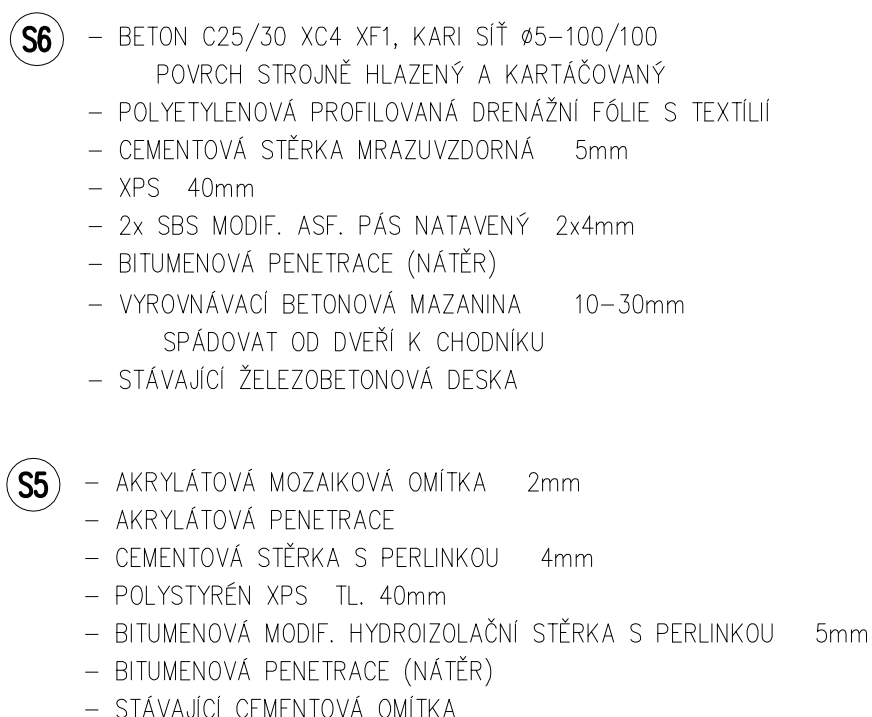 S6 – BETON C25/30 XC4 XF1, KARI SÍŤ ø5–100/100
POVRCH STROJNĚ HLAZENÝ A KARTÁČOVANÝ
– POLYETYLENOVÁ PROFILOVANÁ DRENÁŽNÍ FÓLIE S TEXTÍLIÍ
– CEMENTOVÁ STĚRKA MRAZUVZDORNÁ 5mm
– XPS 40mm
– 2x SBS MODIF. ASF. PÁS NATAVENÝ 2x4mm
– BITUMENOVÁ PENETRACE (NÁTĚR)
– VYROVNÁVACÍ BETONOVÁ MAZANINA 10–30mm
SPÁDOVAT OD DVEŘÍ K CHODNÍKU
– STÁVAJÍCÍ ŽELEZOBETONOVÁ DESKA
S5 – AKRYLÁTOVÁ MOZAIKOVÁ OMÍTKA 2mm
– AKRYLÁTOVÁ PENETRACE
– CEMENTOVÁ STĚRKA S PERLINKOU 4mm
– POLYSTYRÉN XPS TL. 40mm
– BITUMENOVÁ MODIF. HYDROIZOLAČNÍ STĚRKA S PERLINKOU 5mm
– BITUMENOVÁ PENETRACE (NÁTĚR)
– STÁVAJÍCÍ CEMENTOVÁ OMÍTKA